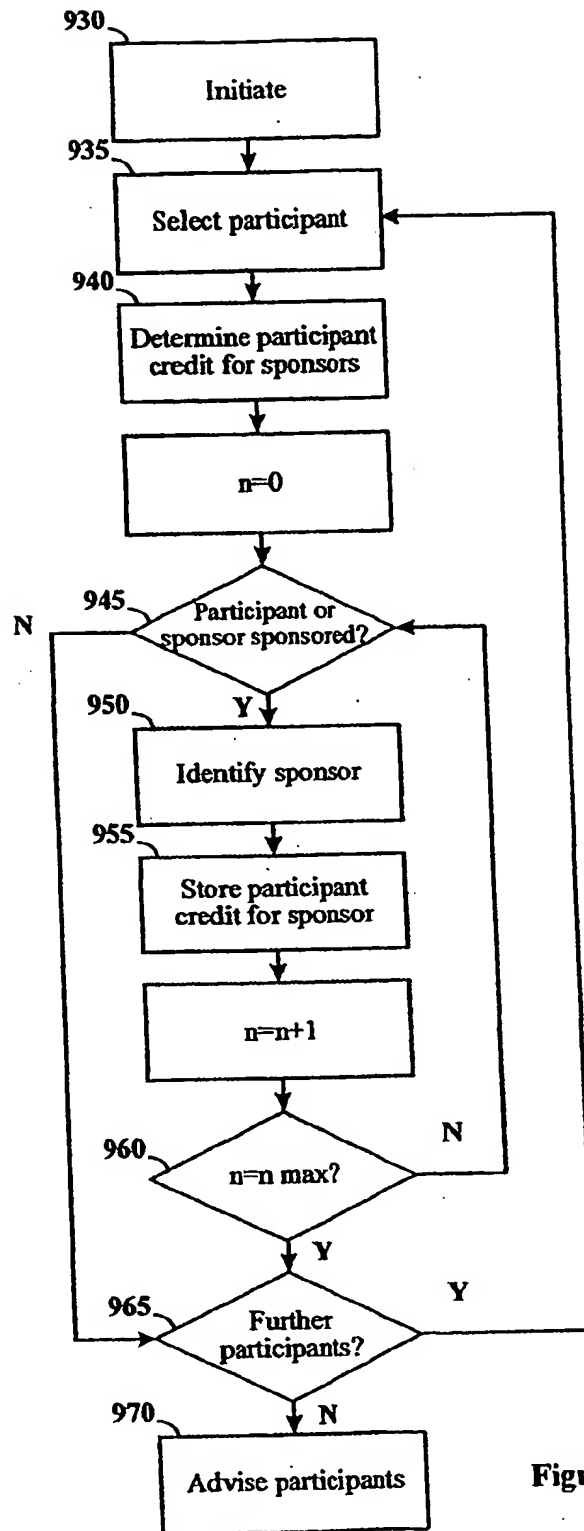 930
Initiate
935
Select participant
940
Determine participant
credit for sponsors
n=0
945
Participant or
sponsor sponsored?
N
Y
950
Identify sponsor
955
Store participant
credit for sponsor
n=n+1
960
n=n max?
N
Y
965
Further
participants?
Y
N
970
Advise participants